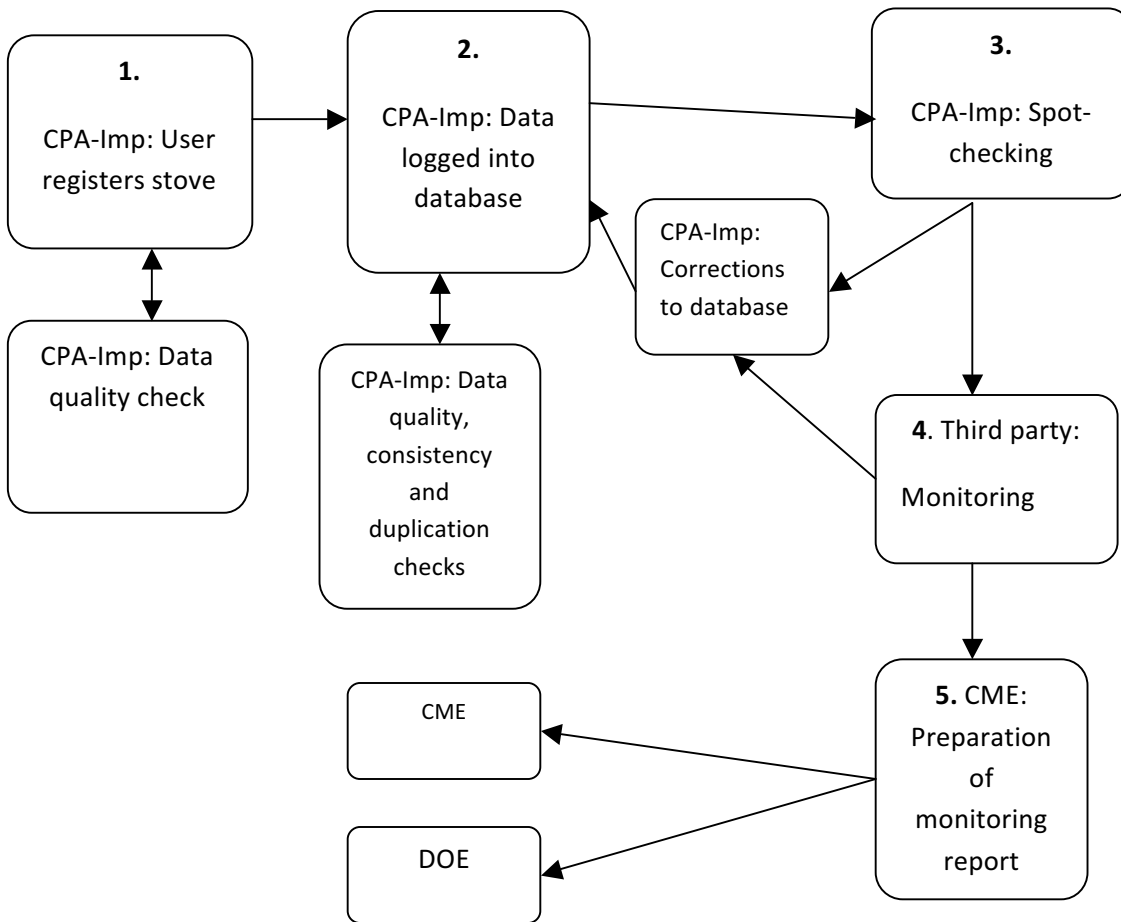 1.
CPA-Imp: User
registers stove
2.
CPA-Imp: Data
logged into
database
3.
CPA-Imp: Spot-
checking
CPA-Imp:
Corrections
to database
CPA-Imp: Data
quality check
CPA-Imp: Data
quality,
consistency
and
duplication
checks
4. Third party:
Monitoring
5. CME:
Preparation
of
monitoring
report
CME
DOE